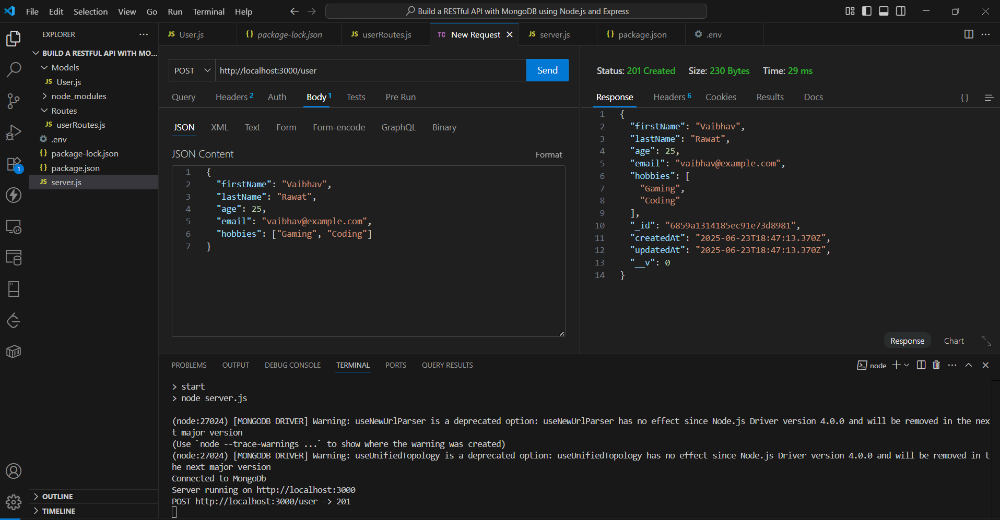 File Edit Selection View Go Run Terminal Help
Build a RESTful API with MongoDB using Node.js and Express
EXPLORER
BUILD A RESTFUL API WITH MO...
Models
JS User.js
node_modules
Routes
JS userRoutes.js
.env
{} package-lock.json
{} package.json
JS server.js
1
OUTLINE
TIMELINE
JS User.js
{} package-lock.json
JS userRoutes.js
TC New Request
JS server.js
{} package.json
.env
POST http://localhost:3000/user Send
Query Headers 2 Auth Body 1 Tests Pre Run
JSON XML Text Form Form-encode GraphQL Binary
JSON Content Format
1 {
2 "firstName": "Vaibhav",
3 "lastName": "Rawat",
4 "age": 25,
5 "email": "vaibhav@example.com",
6 "hobbies": ["Gaming", "Coding"]
7 }
Status: 201 Created Size: 230 Bytes Time: 29 ms
Response Headers 6 Cookies Results Docs {}
1 {
2 "firstName": "Vaibhav",
3 "lastName": "Rawat",
4 "age": 25,
5 "email": "vaibhav@example.com",
6 "hobbies": [
7 "Gaming",
8 "Coding"
9 ],
10 "_id": "6859a1314185ec91e73d8981",
11 "createdAt": "2025-06-23T18:47:13.370Z",
12 "updatedAt": "2025-06-23T18:47:13.370Z",
13 "__v": 0
14 }
Response Chart
PROBLEMS OUTPUT DEBUG CONSOLE TERMINAL PORTS QUERY RESULTS
node
> start
> node server.js
(node:27024) [MONGODB DRIVER] Warning: useNewUrlParser is a deprecated option: useNewUrlParser has no effect since Node.js Driver version 4.0.0 and will be removed in the nex
t major version
(Use `node --trace-warnings ...` to show where the warning was created)
(node:27024) [MONGODB DRIVER] Warning: useUnifiedTopology is a deprecated option: useUnifiedTopology has no effect since Node.js Driver version 4.0.0 and will be removed in t
he next major version
Connected to MongoDb
Server running on http://localhost:3000
POST http://localhost:3000/user -> 201